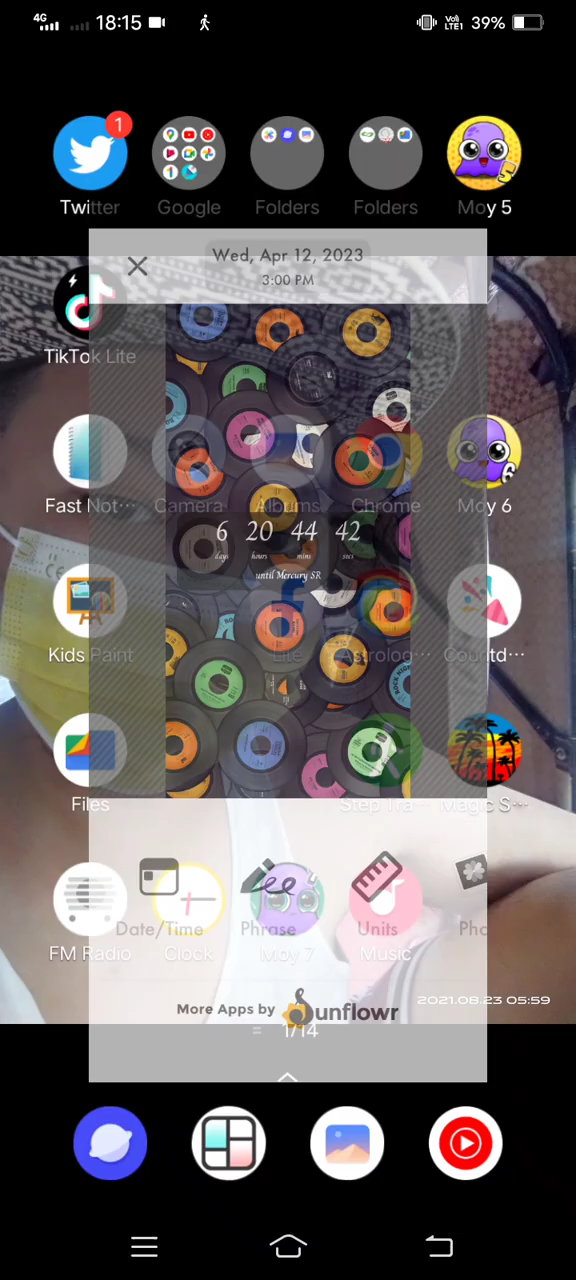 4G 18:15 Vo) LTE1 39%
1
Twitter Google Folders Folders Moy 5
Wed, Apr 12, 2023
3:00 PM
TikTok Lite
Fast Not··· Camera Albums Chrome Moy 6
6 20 44 42
days hours mins secs
until Mercury SR
Kids Paint Lite Astrolog··· Countd···
Files Step Tra··· Magic S···
Date/Time Phrase Units Pho
FM Radio Clock Moy 7 Music
2021.08.23 05:59
More Apps by Sunflowr
= 1/14